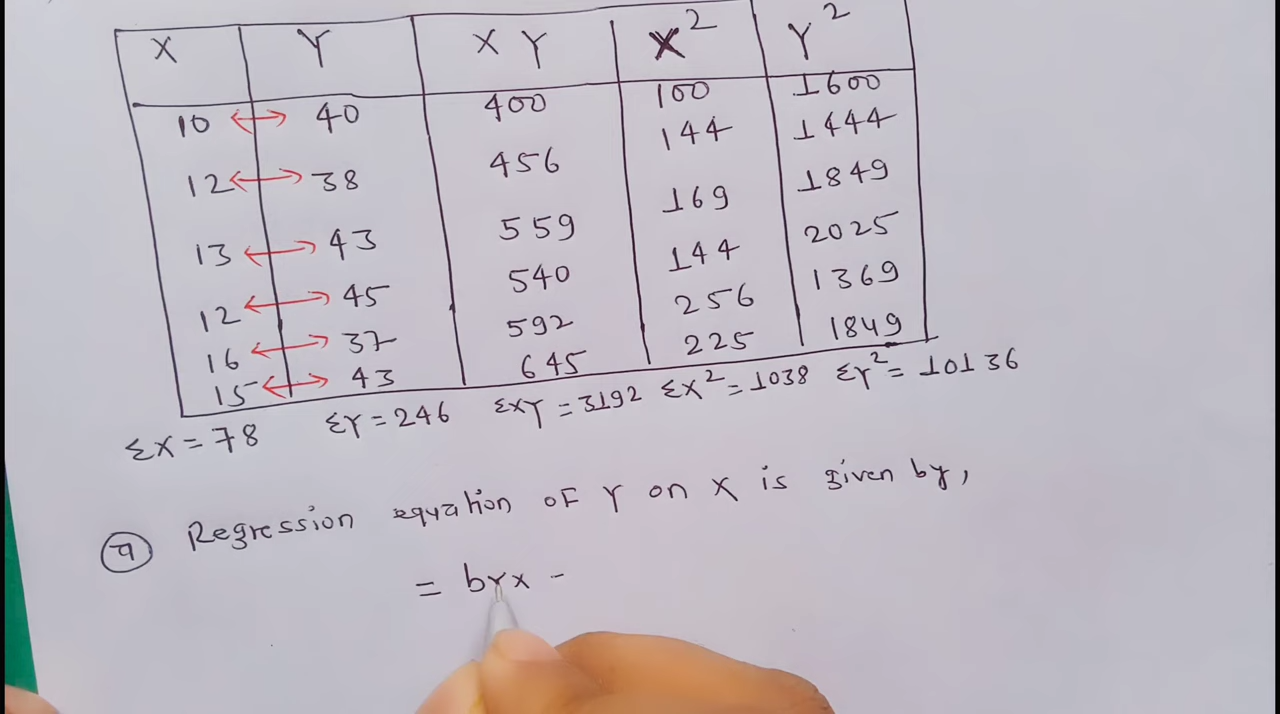 X Y XY X² Y²
10 ↔ 40 400 100 1600
12 ↔ 38 456 144 1444
13 ↔ 43 559 169 1849
12 ↔ 45 540 144 2025
16 ↔ 37 592 256 1369
15 ↔ 43 645 225 1849
ΣX = 78 ΣY = 246 ΣXY = 3192 ΣX² = 1038 ΣY² = 10136
Regression equation of Y on X is given by,
= bYX -